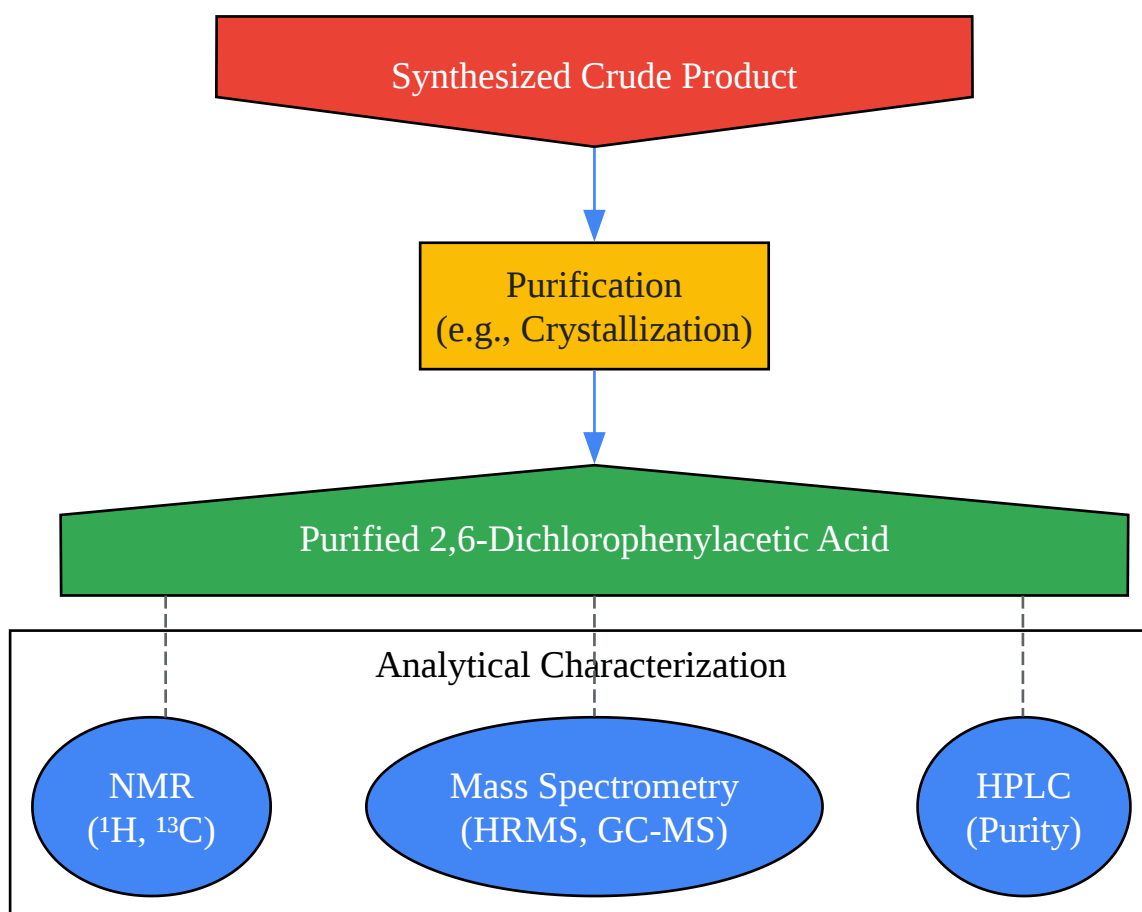 Synthesized Crude Product
Purification
(e.g., Crystallization)
Purified 2,6-Dichlorophenylacetic Acid
Analytical Characterization
NMR
(¹H, ¹³C)
Mass Spectrometry
(HRMS, GC-MS)
HPLC
(Purity)